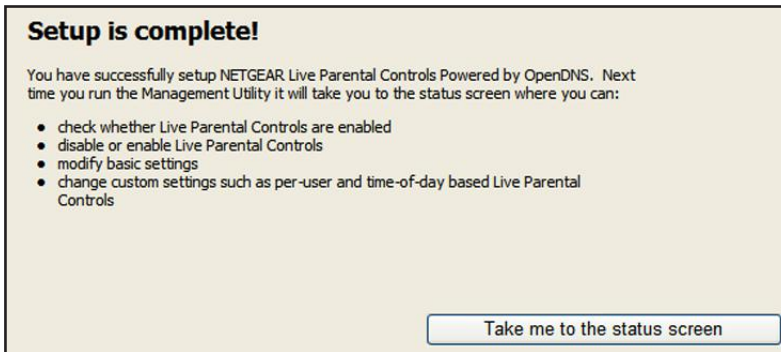 Setup is complete!
You have successfully setup NETGEAR Live Parental Controls Powered by OpenDNS. Next
time you run the Management Utility it will take you to the status screen where you can:
• check whether Live Parental Controls are enabled
• disable or enable Live Parental Controls
• modify basic settings
• change custom settings such as per-user and time-of-day based Live Parental
Controls
Take me to the status screen